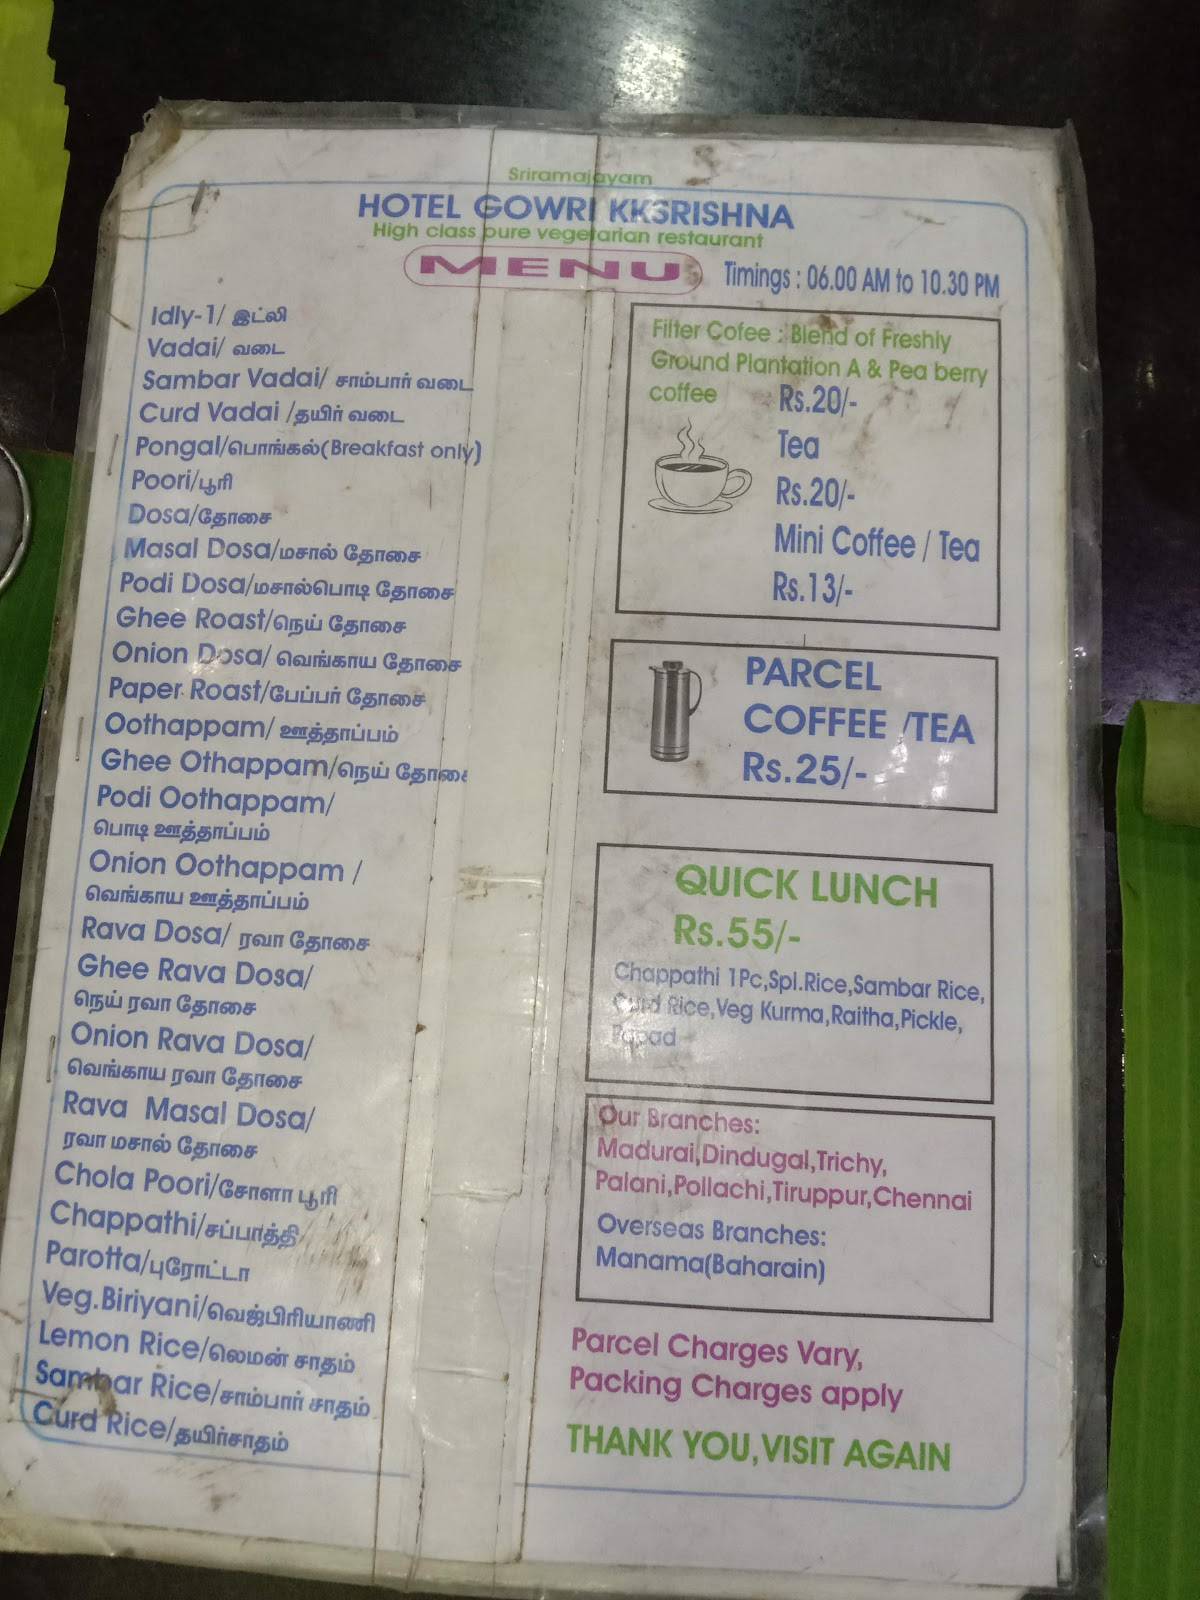 Sriramajayam
HOTEL GOWRI KKSRISHNA
High class pure vegetarian restaurant
MENU
Timings : 06.00 AM to 10.30 PM
Idly-1/ இட்லி
Vadai/ வடை
Sambar Vadai/ சாம்பார் வடை
Curd Vadai /தயிர் வடை
Pongal/பொங்கல்(Breakfast only)
Poori/பூரி
Dosa/தோசை
Masal Dosa/மசால் தோசை
Podi Dosa/மசால்பொடி தோசை
Ghee Roast/நெய் தோசை
Onion Dosa/ வெங்காய தோசை
Paper Roast/பேப்பர் தோசை
Oothappam/ ஊத்தாப்பம்
Ghee Othappam/நெய் தோசை
Podi Oothappam/
பொடி ஊத்தாப்பம்
Onion Oothappam /
வெங்காய ஊத்தாப்பம்
Rava Dosa/ ரவா தோசை
Ghee Rava Dosa/
நெய் ரவா தோசை
Onion Rava Dosa/
வெங்காய ரவா தோசை
Rava Masal Dosa/
ரவா மசால் தோசை
Chola Poori/சோளா பூரி
Chappathi/சப்பாத்தி
Parotta/புரோட்டா
Veg.Biriyani/வெஜ்பிரியாணி
Lemon Rice/லெமன் சாதம்
Sambar Rice/சாம்பார் சாதம்
Curd Rice/தயிர்சாதம்
Filter Cofee : Blend of Freshly
Ground Plantation A & Pea berry
coffee Rs.20/-
Tea
Rs.20/-
Mini Coffee / Tea
Rs.13/-
PARCEL
COFFEE /TEA
Rs.25/-
QUICK LUNCH
Rs.55/-
Chappathi 1Pc,Spl.Rice,Sambar Rice,
Curd Rice,Veg Kurma,Raitha,Pickle,
Papad
Our Branches:
Madurai,Dindugal,Trichy,
Palani,Pollachi,Tiruppur,Chennai
Overseas Branches:
Manama(Baharain)
Parcel Charges Vary,
Packing Charges apply
THANK YOU,VISIT AGAIN